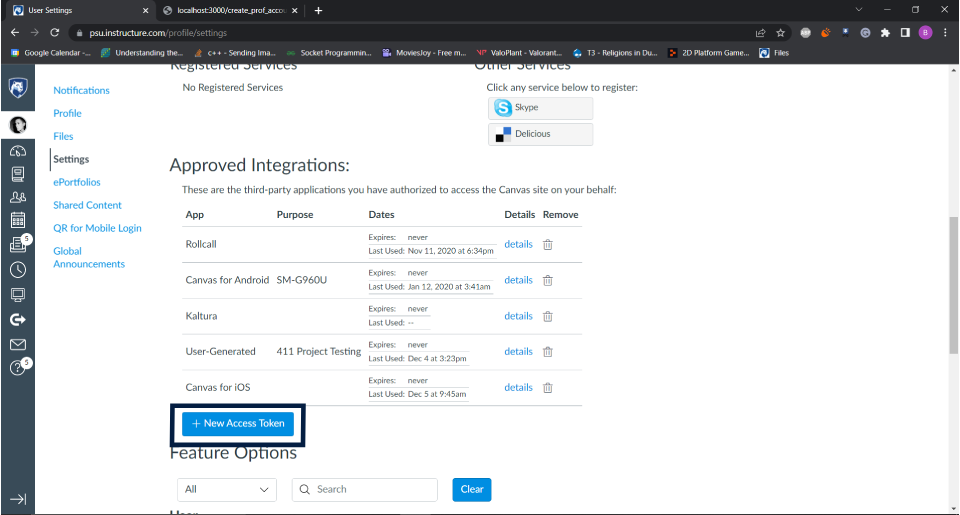 User Settings
localhost:3000/create_prof_accou
psu.instructure.com/profile/settings
B
Google Calendar -...
Understanding the...
c++ - Sending Ima...
Socket Programmin...
MoviesJoy - Free m...
ValoPlant - Valorant...
T3 - Religions in Du...
2D Platform Game...
Files
Registered Services
No Registered Services
Other Services
Click any service below to register:
Skype
Delicious
Notifications
Profile
Files
Settings
ePortfolios
Shared Content
QR for Mobile Login
Global
Announcements
5
5
Approved Integrations:
These are the third-party applications you have authorized to access the Canvas site on your behalf:
App Purpose Dates Details Remove
Rollcall Expires: never details
Last Used: Nov 11, 2020 at 6:34pm
Canvas for Android SM-G960U Expires: never details
Last Used: Jan 12, 2020 at 3:41am
Kaltura Expires: never details
Last Used: --
User-Generated 411 Project Testing Expires: never details
Last Used: Dec 4 at 3:23pm
Canvas for iOS Expires: never details
Last Used: Dec 5 at 9:45am
+ New Access Token
Feature Options
All
Search
Clear